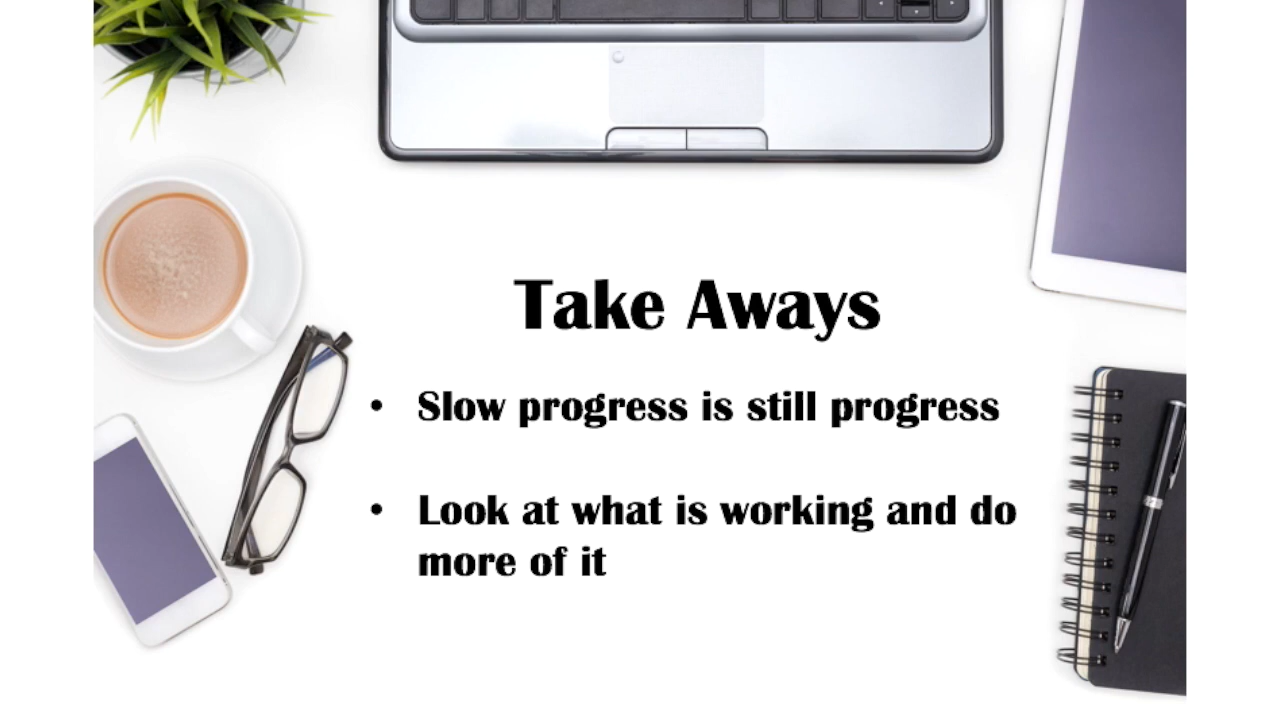 Take Aways
• Slow progress is still progress
• Look at what is working and do
more of it